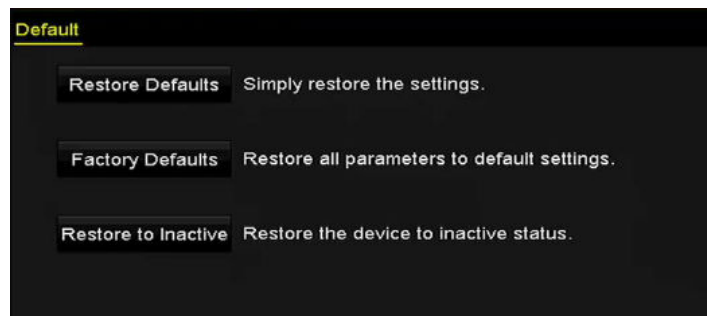 Default
Restore Defaults Simply restore the settings.
Factory Defaults Restore all parameters to default settings.
Restore to Inactive Restore the device to inactive status.